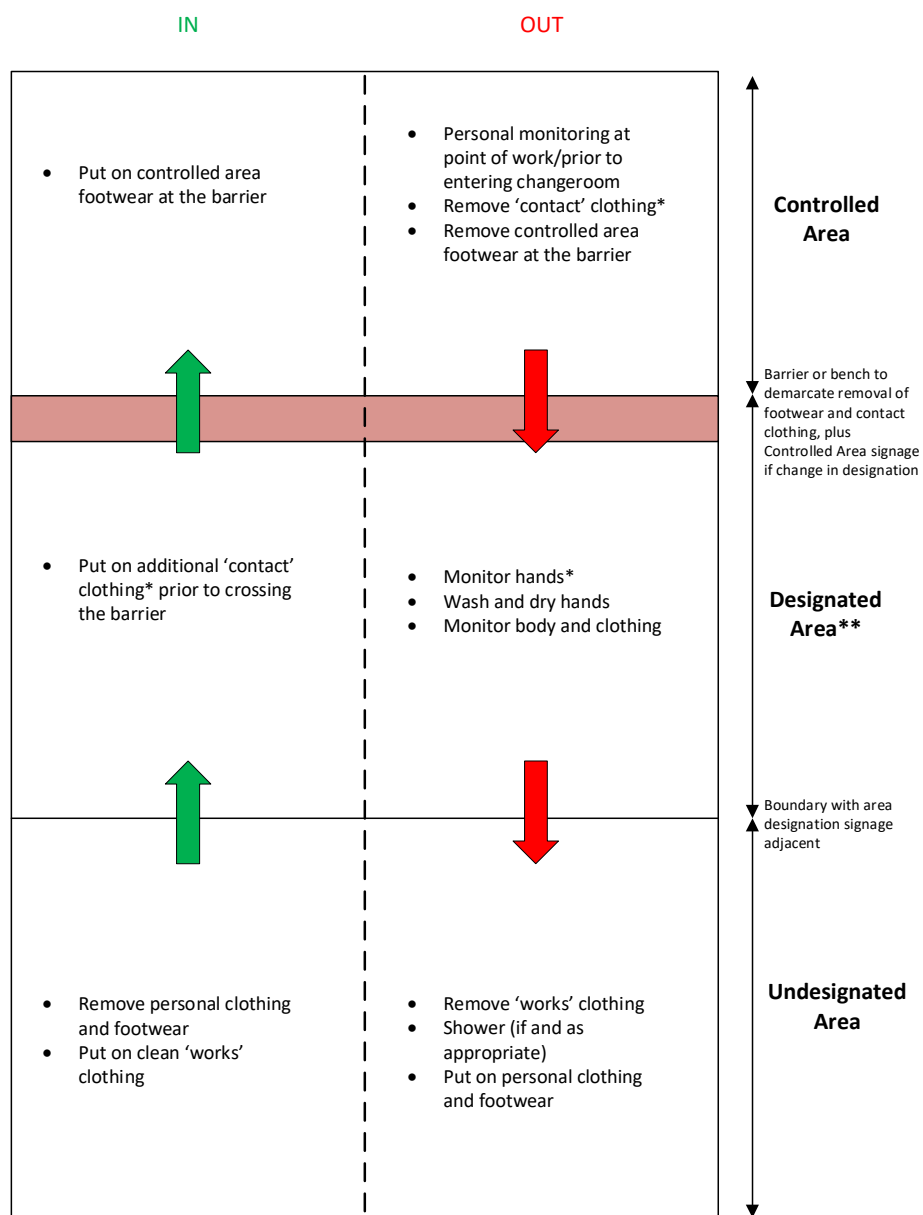 IN
OUT
• Put on controlled area
footwear at the barrier
• Personal monitoring at
point of work/prior to
entering changeroom
• Remove ‘contact’ clothing*
• Remove controlled area
footwear at the barrier
Controlled
Area
Barrier or bench to
demarcate removal of
footwear and contact
clothing, plus
Controlled Area signage
if change in designation
• Put on additional ‘contact’
clothing* prior to crossing
the barrier
• Monitor hands*
• Wash and dry hands
• Monitor body and clothing
Designated
Area**
Boundary with area
designation signage
adjacent
• Remove personal clothing
and footwear
• Put on clean ‘works’
clothing
• Remove ‘works’ clothing
• Shower (if and as
appropriate)
• Put on personal clothing
and footwear
Undesignated
Area